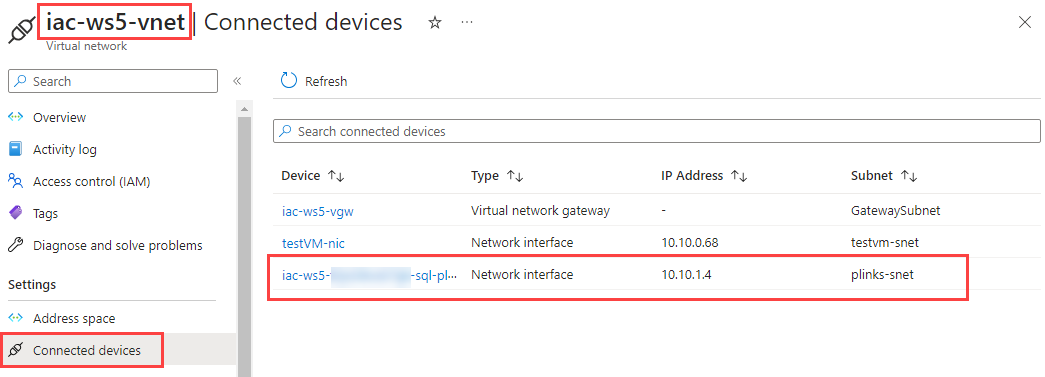 iac-ws5-vnet | Connected devices
Virtual network
Search
Refresh
Overview
Search connected devices
Activity log
Access control (IAM)
Tags
Diagnose and solve problems
Settings
Address space
Connected devices
Device Type IP Address Subnet
iac-ws5-vgw Virtual network gateway - GatewaySubnet
testVM-nic Network interface 10.10.0.68 testvm-snet
iac-ws5- -sql-pl... Network interface 10.10.1.4 plinks-snet